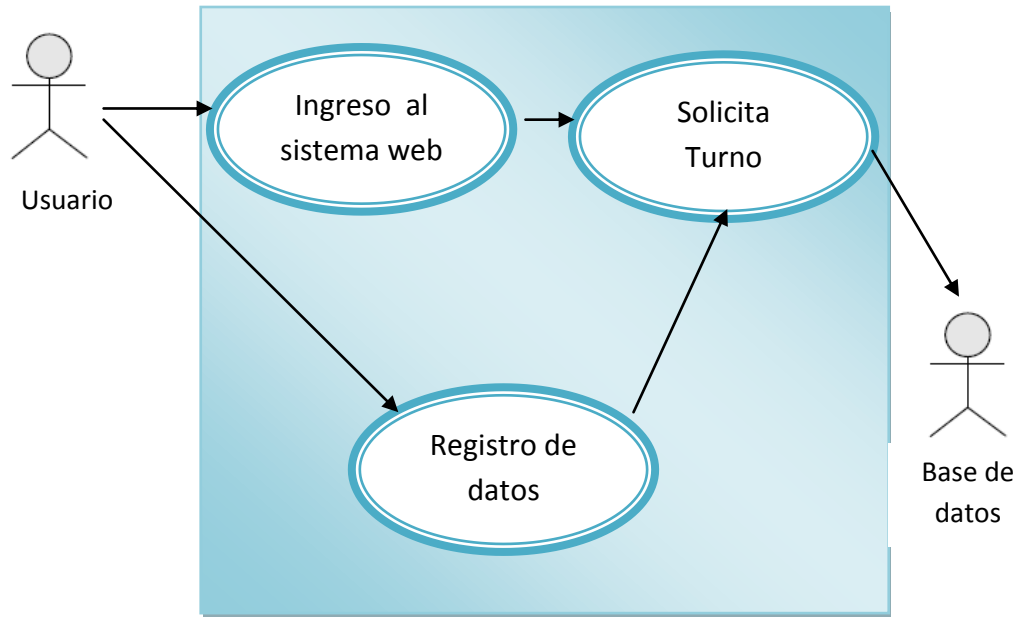 Ingreso al
sistema web
Solicita
Turno
Usuario
Registro de
datos
Base de
datos